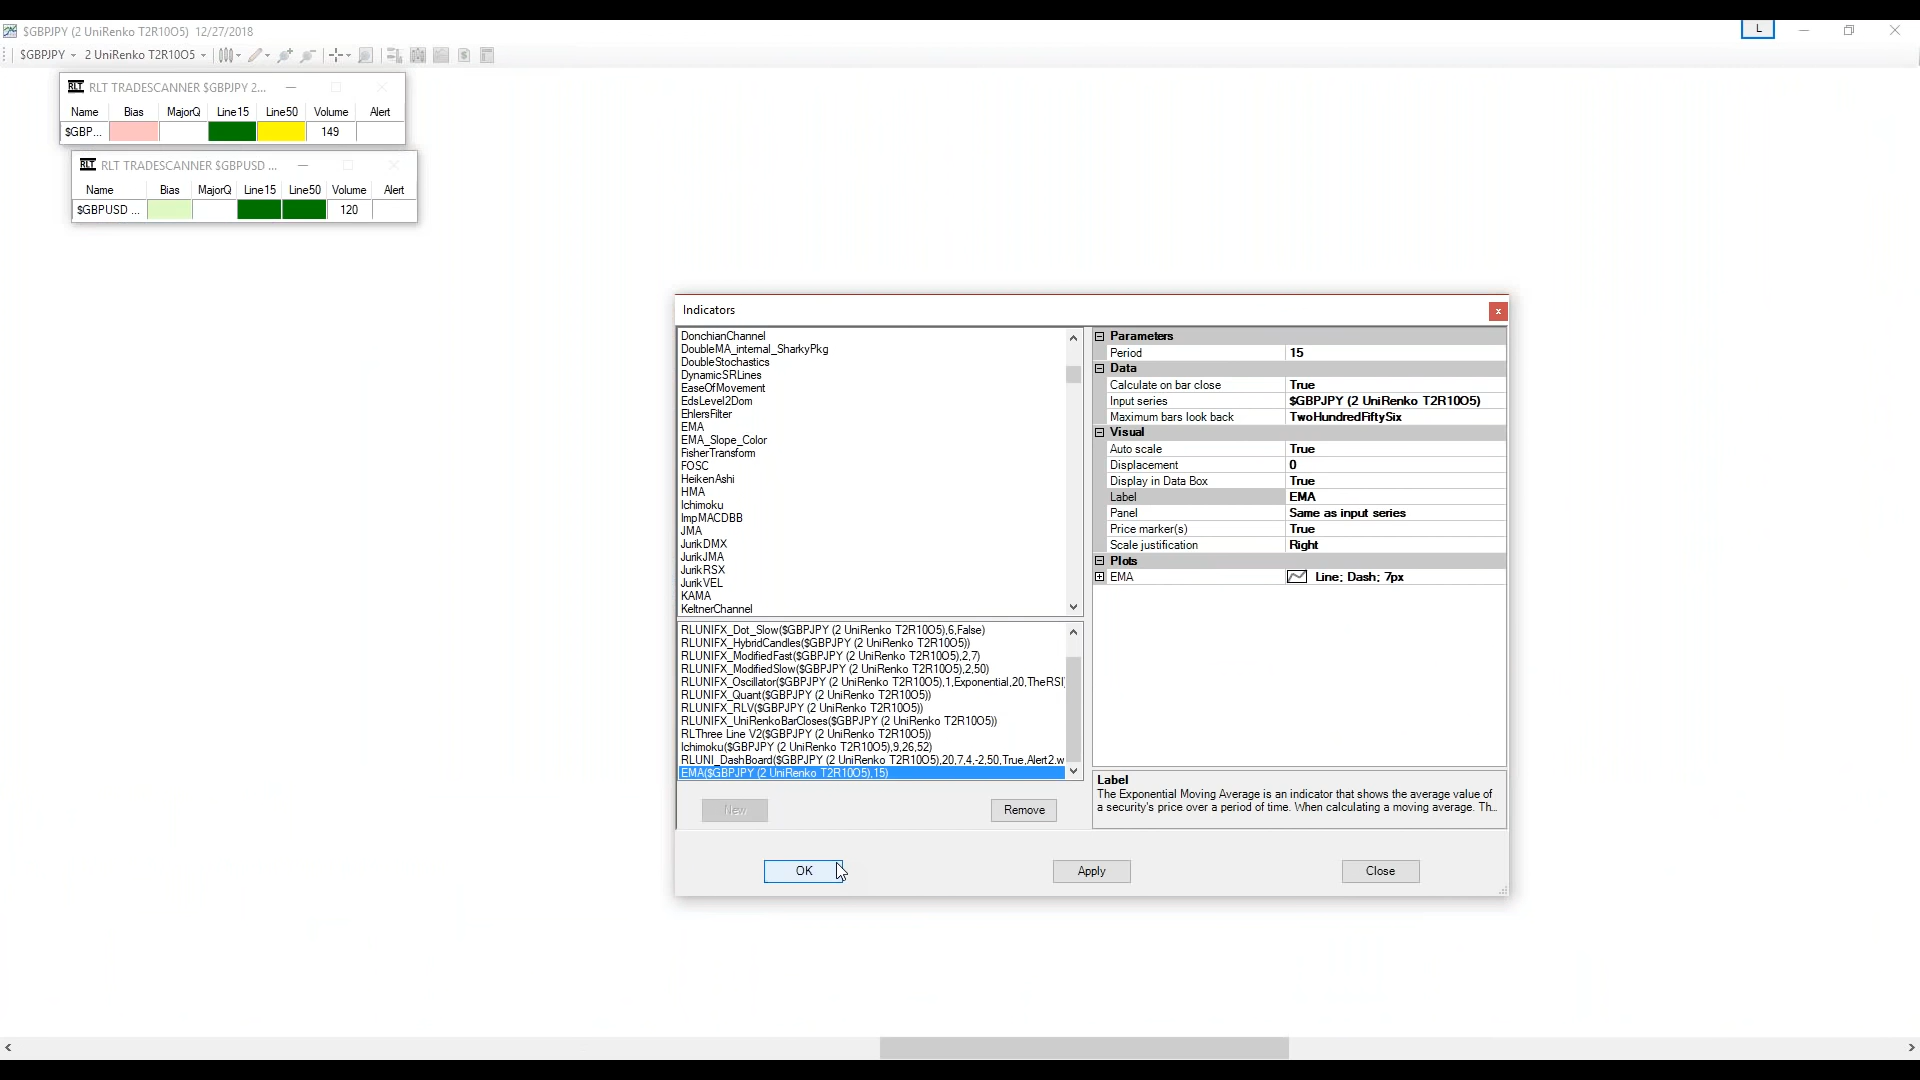 $GBPJPY (2 UniRenko T2R10O5) 12/27/2018
L
$GBPJPY 2 UniRenko T2R10O5
RLT RLT TRADESCANNER $GBPJPY 2...
Name Bias MajorQ Line15 Line50 Volume Alert
$GBP... 149
RLT RLT TRADESCANNER $GBPUSD ...
Name Bias MajorQ Line15 Line50 Volume Alert
$GBPUSD ... 120
Indicators
DonchianChannel
DoubleMA_internal_SharkyPkg
DoubleStochastics
DynamicSRLines
EaseOfMovement
EdsLevel2Dom
EhlersFilter
EMA
EMA_Slope_Color
FisherTransform
FOSC
HeikenAshi
HMA
Ichimoku
ImpMACDBB
JMA
JurikDMX
JurikJMA
JurikRSX
JurikVEL
KAMA
KeltnerChannel
RLUNIFX_Dot_Slow($GBPJPY (2 UniRenko T2R10O5),6,False)
RLUNIFX_HybridCandles($GBPJPY (2 UniRenko T2R10O5))
RLUNIFX_ModifiedFast($GBPJPY (2 UniRenko T2R10O5),2,7)
RLUNIFX_ModifiedSlow($GBPJPY (2 UniRenko T2R10O5),2,50)
RLUNIFX_Oscillator($GBPJPY (2 UniRenko T2R10O5),1,Exponential,20,TheRSI)
RLUNIFX_Quant($GBPJPY (2 UniRenko T2R10O5))
RLUNIFX_RLV($GBPJPY (2 UniRenko T2R10O5))
RLUNIFX_UniRenkoBarCloses($GBPJPY (2 UniRenko T2R10O5))
RLThree Line V2($GBPJPY (2 UniRenko T2R10O5))
Ichimoku($GBPJPY (2 UniRenko T2R10O5),9,26,52)
RLUNI_DashBoard($GBPJPY (2 UniRenko T2R10O5),20,7,4,-2,50,True,Alert2.w
EMA($GBPJPY (2 UniRenko T2R10O5),15)
New Remove
Parameters
Period 15
Data
Calculate on bar close True
Input series $GBPJPY (2 UniRenko T2R10O5)
Maximum bars look back TwoHundredFiftySix
Visual
Auto scale True
Displacement 0
Display in Data Box True
Label EMA
Panel Same as input series
Price marker(s) True
Scale justification Right
Plots
EMA Line; Dash; 7px
Label
The Exponential Moving Average is an indicator that shows the average value of
a security's price over a period of time. When calculating a moving average. Th...
OK Apply Close